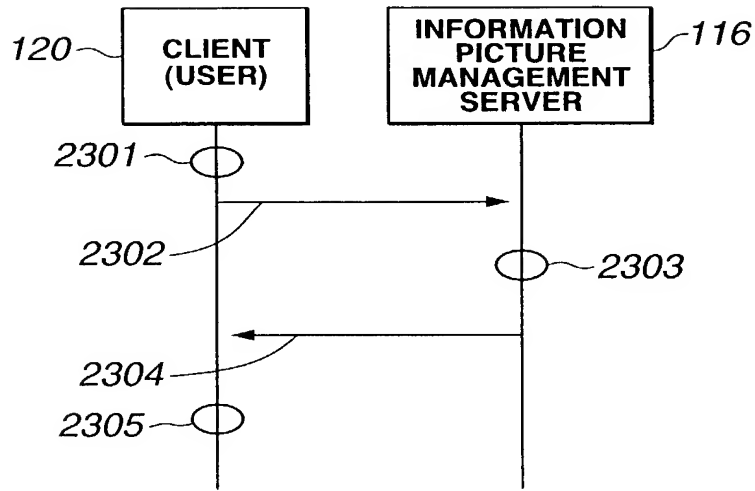 120
CLIENT
(USER)
INFORMATION
PICTURE
MANAGEMENT
SERVER
116
2301
2302
2303
2304
2305